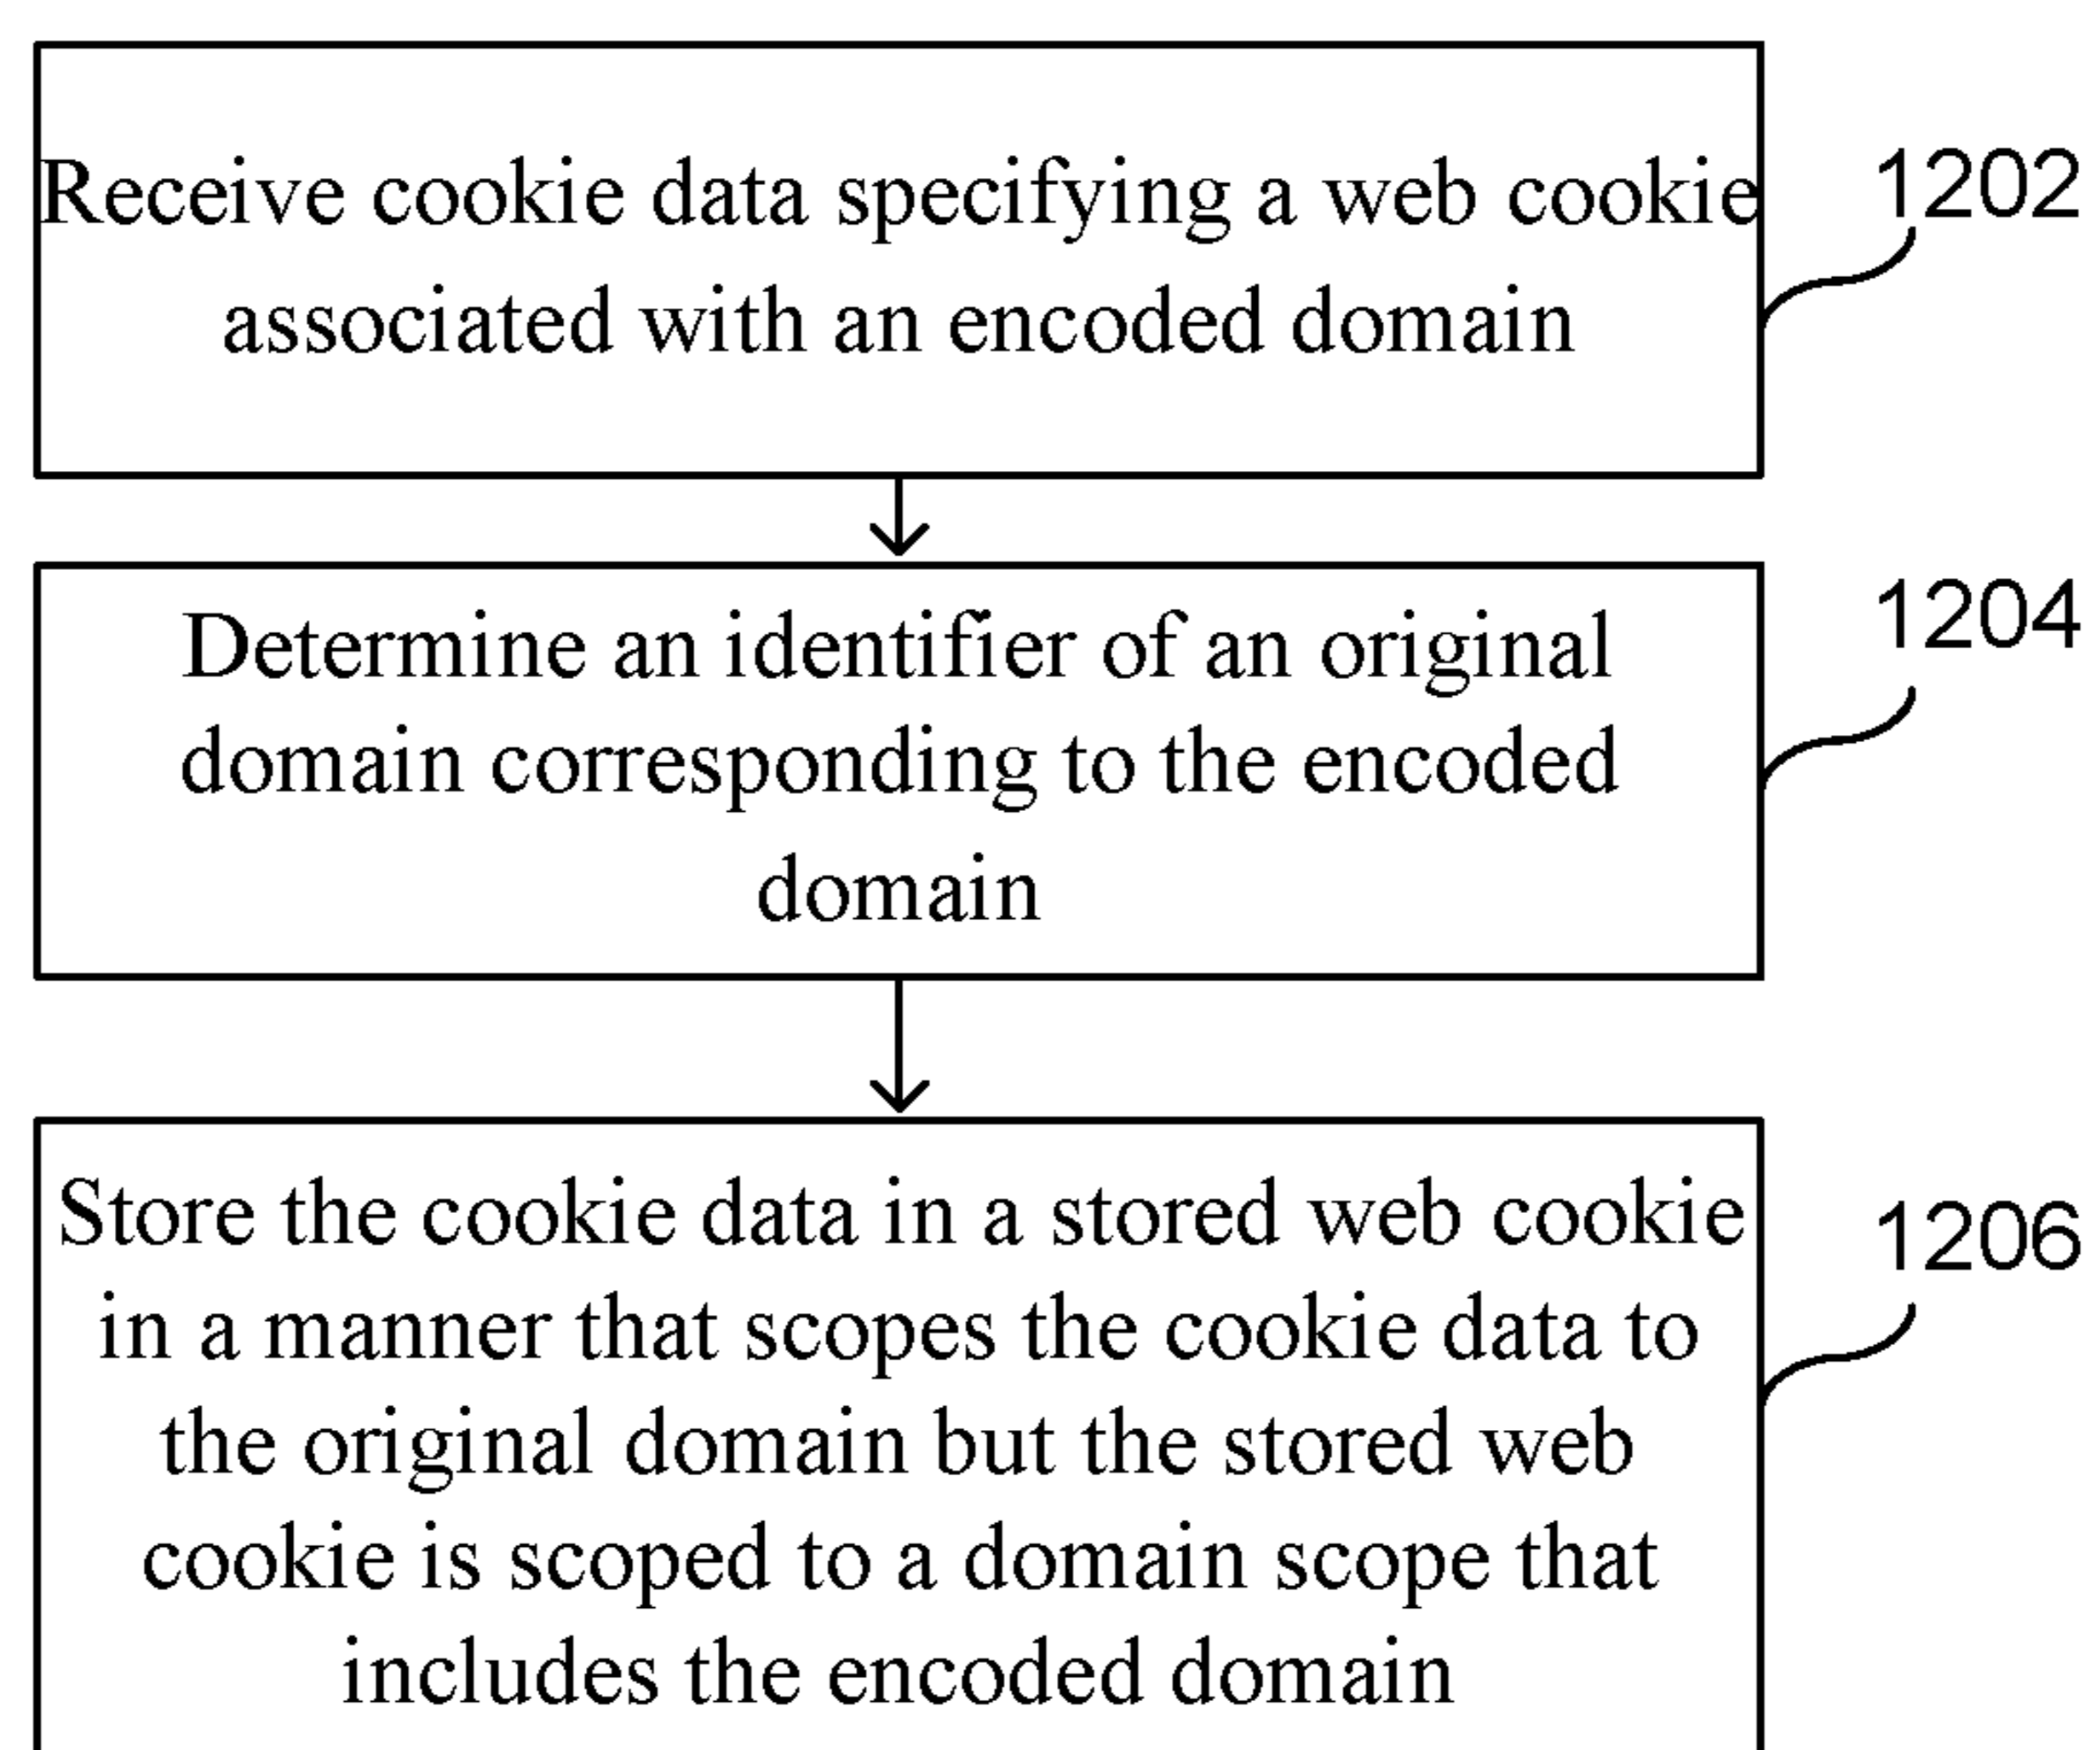 Receive cookie data specifying a web cookie
associated with an encoded domain
1202
Determine an identifier of an original
domain corresponding to the encoded
domain
1204
Store the cookie data in a stored web cookie
in a manner that scopes the cookie data to
the original domain but the stored web
cookie is scoped to a domain scope that
includes the encoded domain
1206